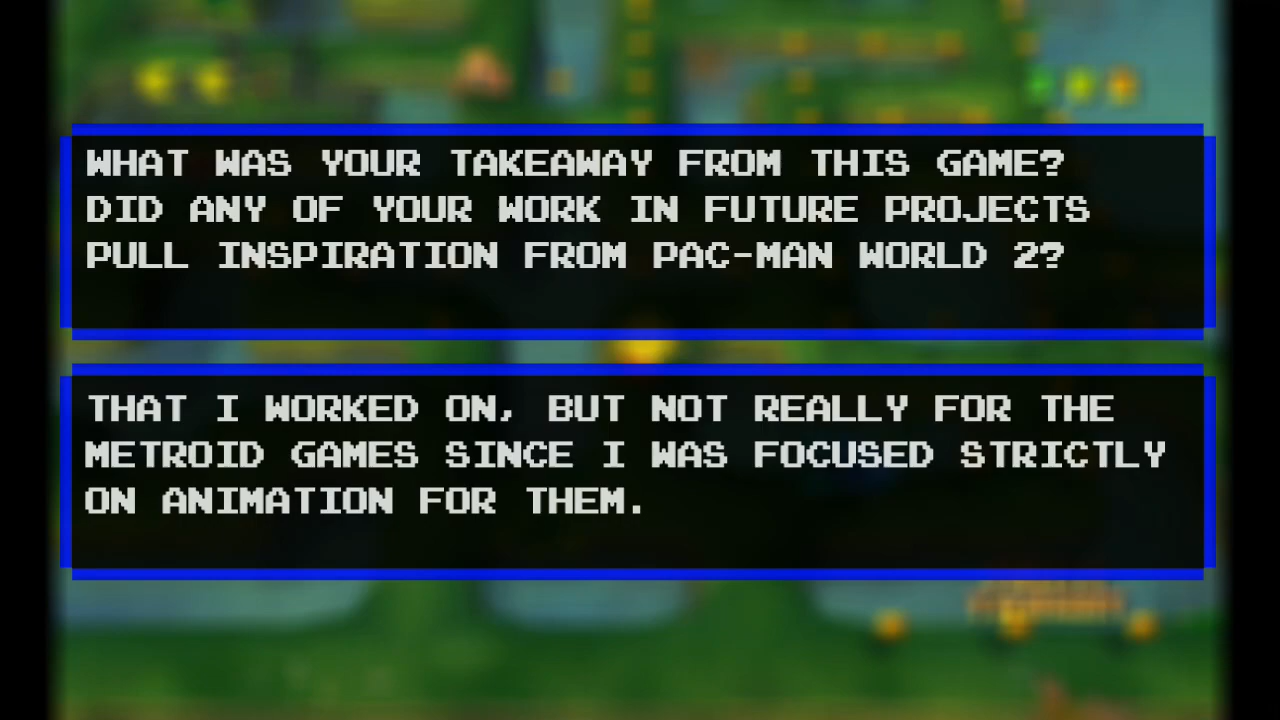 WHAT WAS YOUR TAKEAWAY FROM THIS GAME?
DID ANY OF YOUR WORK IN FUTURE PROJECTS
PULL INSPIRATION FROM PAC-MAN WORLD 2?
THAT I WORKED ON, BUT NOT REALLY FOR THE
METROID GAMES SINCE I WAS FOCUSED STRICTLY
ON ANIMATION FOR THEM.